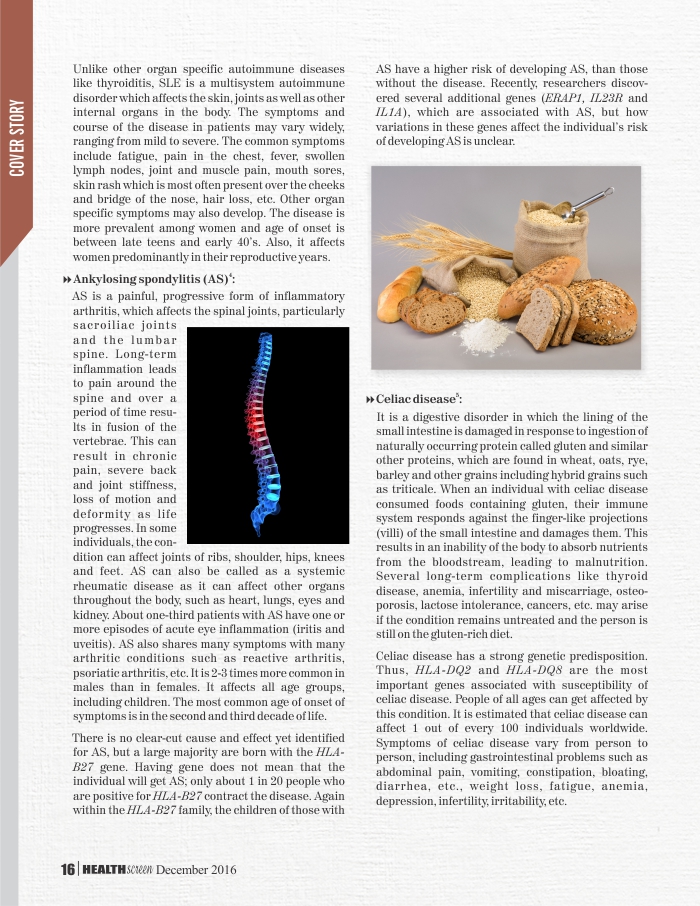 COVER STORY
Unlike other organ specific autoimmune diseases
like thyroiditis, SLE is a multisystem autoimmune
disorder which affects the skin, joints as well as other
internal organs in the body. The symptoms and
course of the disease in patients may vary widely,
ranging from mild to severe. The common symptoms
include fatigue, pain in the chest, fever, swollen
lymph nodes, joint and muscle pain, mouth sores,
skin rash which is most often present over the cheeks
and bridge of the nose, hair loss, etc. Other organ
specific symptoms may also develop. The disease is
more prevalent among women and age of onset is
between late teens and early 40's. Also, it affects
women predominantly in their reproductive years.
Ankylosing spondylitis (AS)⁴:
AS is a painful, progressive form of inflammatory
arthritis, which affects the spinal joints, particularly
sacroiliac joints
and the lumbar
spine. Long-term
inflammation leads
to pain around the
spine and over a
period of time resu-
lts in fusion of the
vertebrae. This can
result in chronic
pain, severe back
and joint stiffness,
loss of motion and
deformity as life
progresses. In some
individuals, the con-
dition can affect joints of ribs, shoulder, hips, knees
and feet. AS can also be called as a systemic
rheumatic disease as it can affect other organs
throughout the body, such as heart, lungs, eyes and
kidney. About one-third patients with AS have one or
more episodes of acute eye inflammation (iritis and
uveitis). AS also shares many symptoms with many
arthritic conditions such as reactive arthritis,
psoriatic arthritis, etc. It is 2-3 times more common in
males than in females. It affects all age groups,
including children. The most common age of onset of
symptoms is in the second and third decade of life.
There is no clear-cut cause and effect yet identified
for AS, but a large majority are born with the HLA-
B27 gene. Having gene does not mean that the
individual will get AS; only about 1 in 20 people who
are positive for HLA-B27 contract the disease. Again
within the HLA-B27 family, the children of those with
AS have a higher risk of developing AS, than those
without the disease. Recently, researchers discov-
ered several additional genes (ERAP1, IL23R and
IL1A), which are associated with AS, but how
variations in these genes affect the individual's risk
of developing AS is unclear.
Celiac disease⁵:
It is a digestive disorder in which the lining of the
small intestine is damaged in response to ingestion of
naturally occurring protein called gluten and similar
other proteins, which are found in wheat, oats, rye,
barley and other grains including hybrid grains such
as triticale. When an individual with celiac disease
consumed foods containing gluten, their immune
system responds against the finger-like projections
(villi) of the small intestine and damages them. This
results in an inability of the body to absorb nutrients
from the bloodstream, leading to malnutrition.
Several long-term complications like thyroid
disease, anemia, infertility and miscarriage, osteo-
porosis, lactose intolerance, cancers, etc. may arise
if the condition remains untreated and the person is
still on the gluten-rich diet.
Celiac disease has a strong genetic predisposition.
Thus, HLA-DQ2 and HLA-DQ8 are the most
important genes associated with susceptibility of
celiac disease. People of all ages can get affected by
this condition. It is estimated that celiac disease can
affect 1 out of every 100 individuals worldwide.
Symptoms of celiac disease vary from person to
person, including gastrointestinal problems such as
abdominal pain, vomiting, constipation, bloating,
diarrhea, etc., weight loss, fatigue, anemia,
depression, infertility, irritability, etc.
16 | HEALTHscreen December 2016